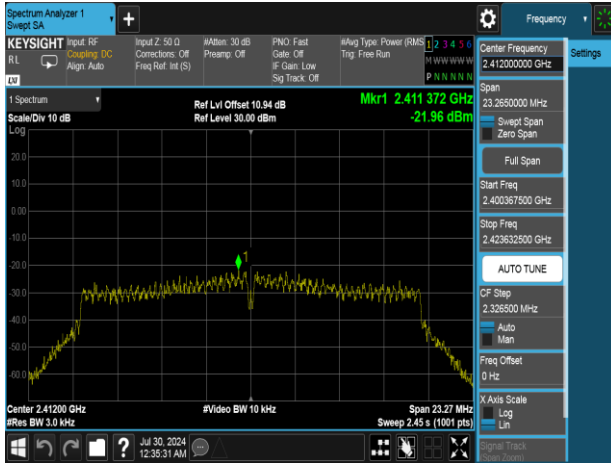 Spectrum Analyzer 1
Swept SA
+
Frequency
KEYSIGHT
RL
LXI
Input: RF
Coupling: DC
Align: Auto
Input Z: 50 Ω
Corrections: Off
Freq Ref: Int (S)
#Atten: 30 dB
Preamp: Off
PNO: Fast
Gate: Off
IF Gain: Low
Sig Track: Off
#Avg Type: Power (RMS
Trig: Free Run
1 2 3 4 5 6
M W W W W W
P N N N N N
1 Spectrum
Scale/Div 10 dB
Ref Lvl Offset 10.94 dB
Ref Level 30.00 dBm
Mkr1 2.411 372 GHz
-21.96 dBm
Log
20.0
10.0
0.00
-10.0
-20.0
-30.0
-40.0
-50.0
-60.0
1
Center 2.41200 GHz
#Res BW 3.0 kHz
#Video BW 10 kHz
Span 23.27 MHz
Sweep 2.45 s (1001 pts)
Jul 30, 2024
12:35:31 AM
?
Center Frequency
2.412000000 GHz
Settings
Span
23.2650000 MHz
Swept Span
Zero Span
Full Span
Start Freq
2.400367500 GHz
Stop Freq
2.423632500 GHz
AUTO TUNE
CF Step
2.326500 MHz
Auto
Man
Freq Offset
0 Hz
X Axis Scale
Log
Lin
Signal Track
(Span Zoom)